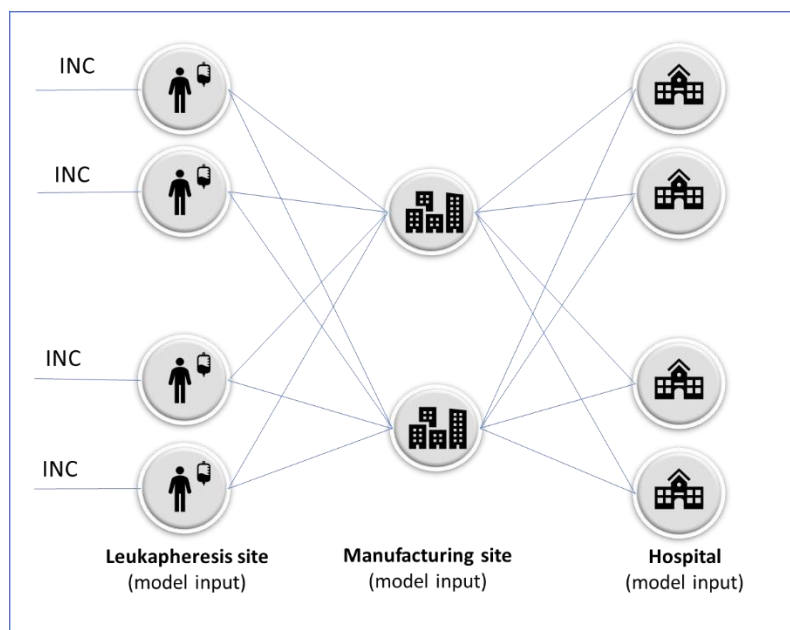 INC
INC
INC
INC
Leukapheresis site
(model input)
Manufacturing site
(model input)
Hospital
(model input)